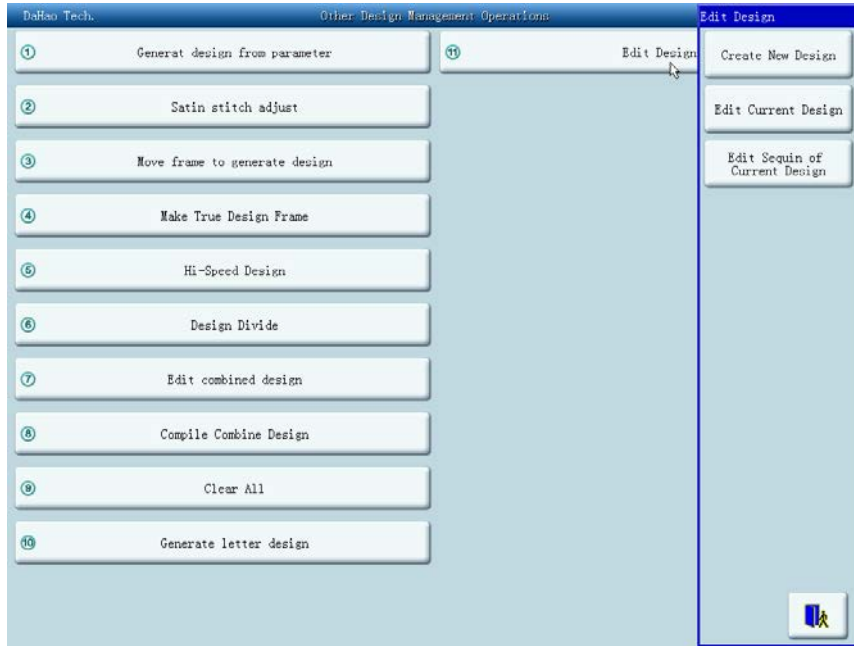 DaHao Tech.
Other Design Management Operations
Edit Design
① Generat design from parameter
② Satin stitch adjust
③ Move frame to generate design
④ Make True Design Frame
⑤ Hi-Speed Design
⑥ Design Divide
⑦ Edit combined design
⑧ Compile Combine Design
⑨ Clear All
⑩ Generate letter design
⑪ Edit Design
Create New Design
Edit Current Design
Edit Sequin of
Current Design